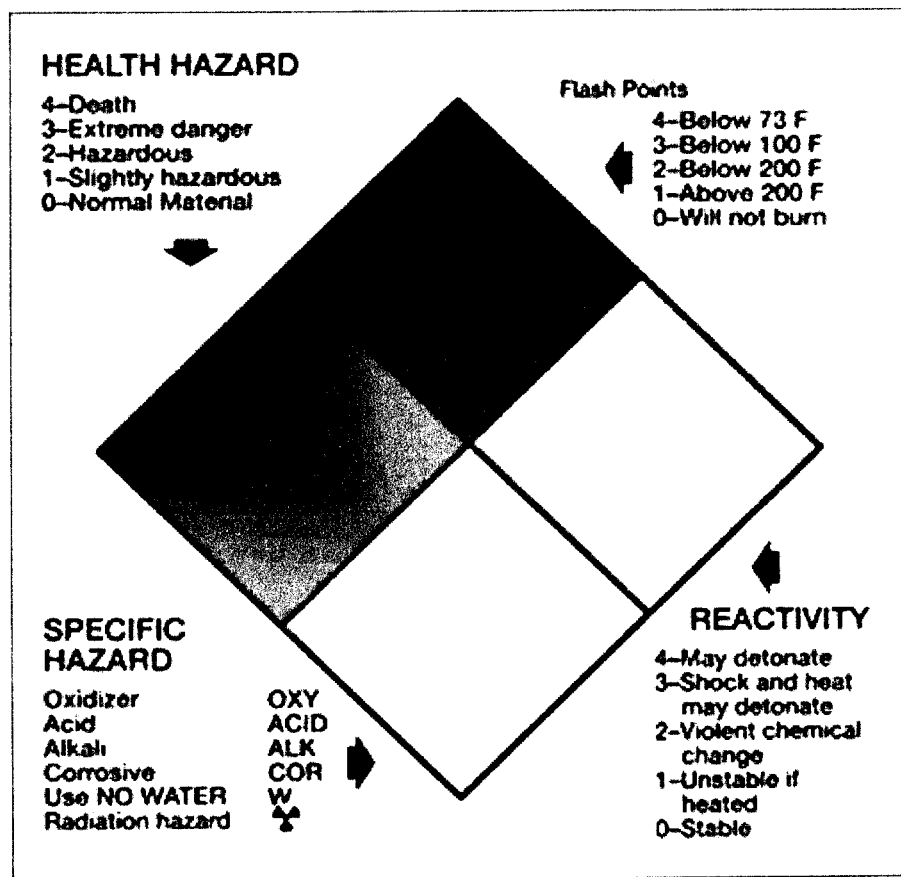 HEALTH HAZARD
4–Death
3–Extreme danger
2–Hazardous
1–Slightly hazardous
0–Normal Material
Flash Points
4–Below 73 F
3–Below 100 F
2–Below 200 F
1–Above 200 F
0–Will not burn
SPECIFIC
HAZARD
Oxidizer OXY
Acid ACID
Alkali ALK
Corrosive COR
Use NO WATER W
Radiation hazard
REACTIVITY
4–May detonate
3–Shock and heat
may detonate
2–Violent chemical
change
1–Unstable if
heated
0–Stable